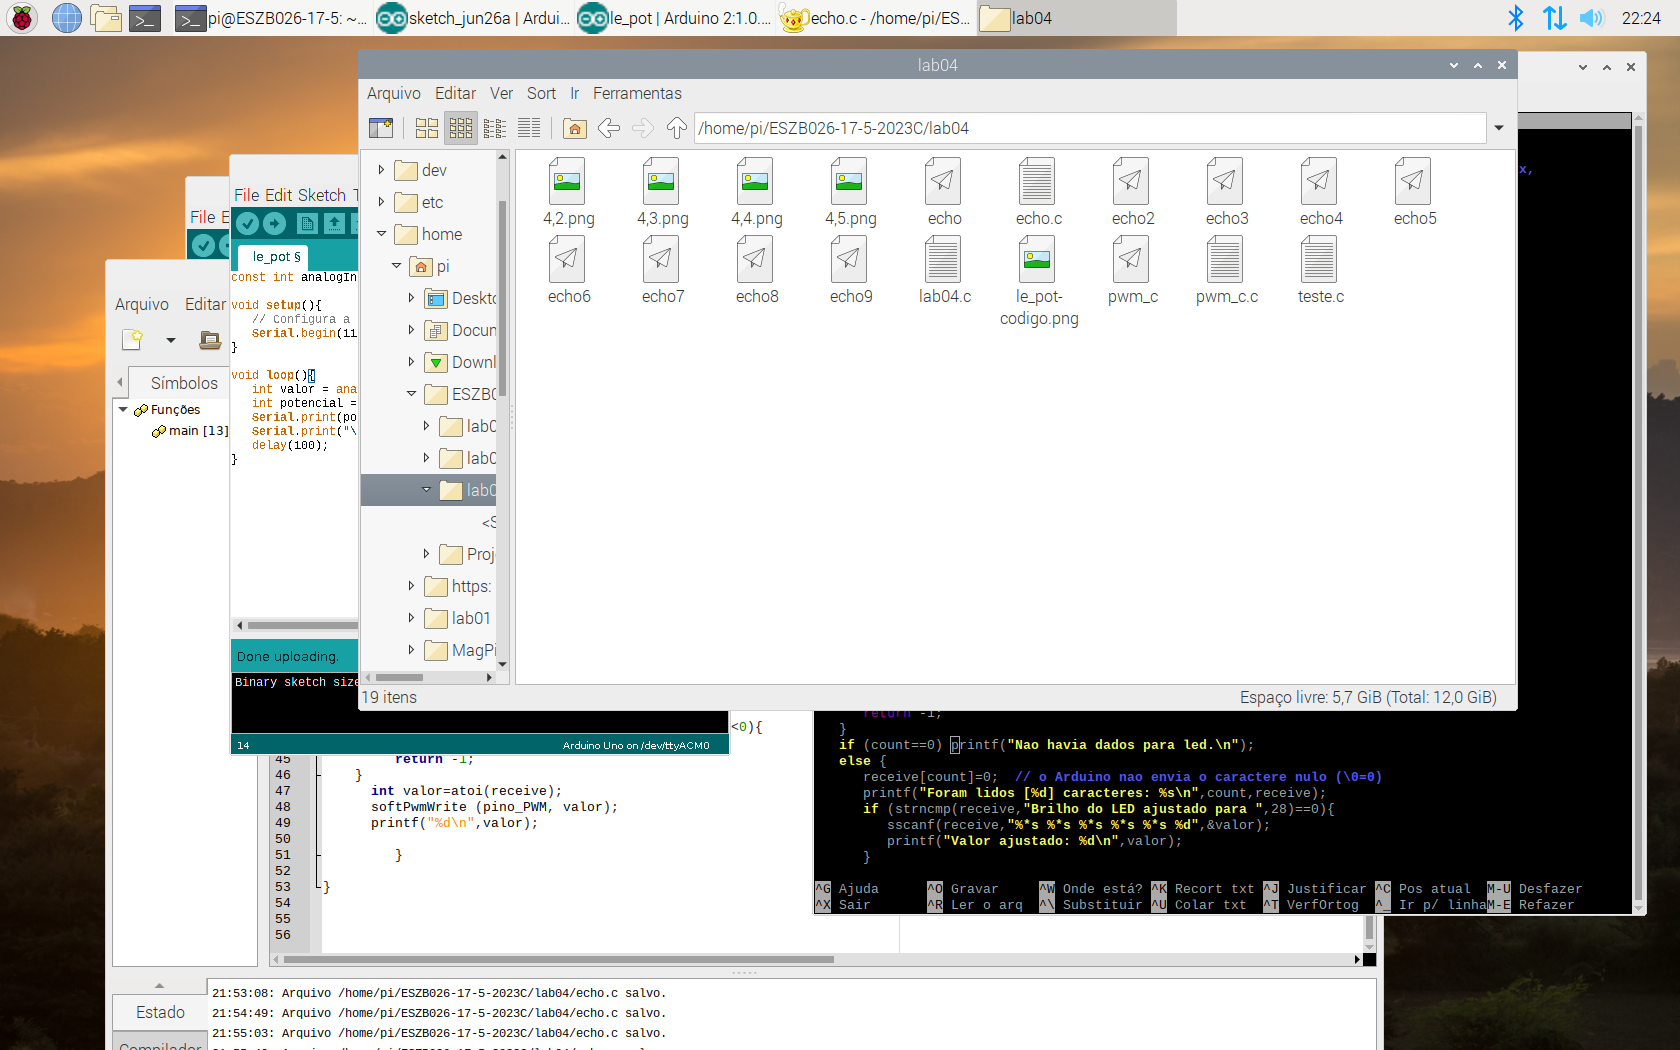 pi@ESZB026-17-5: ~...
sketch_jun26a | Ardui...
le_pot | Arduino 2:1.0....
echo.c - /home/pi/ES...
lab04
22:24
lab04
Arquivo Editar Ver Sort Ir Ferramentas
/home/pi/ESZB026-17-5-2023C/lab04
dev
etc
home
pi
Deskto
Docun
Downl
ESZB0
lab0
lab0
lab0
<S
Proj
https:
lab01
MagPi
4,2.png 4,3.png 4,4.png 4,5.png echo echo.c echo2 echo3 echo4 echo5
echo6 echo7 echo8 echo9 lab04.c le_pot-codigo.png pwm_c pwm_c.c teste.c
19 itens
Espaço livre: 5,7 GiB (Total: 12,0 GiB)
File E
File Edit Sketch T
le_pot §
const int analogIn
void setup(){
// Configura a
Serial.begin(11
}
void loop(){
int valor = ana
int potencial =
Serial.print(po
Serial.print("\
delay(100);
}
Done uploading.
Binary sketch size
14
Arduino Uno on /dev/ttyACM0
Arquivo Editar
Símbolos
Funções
main [13]
<0){
45 return -1;
46 }
47 int valor=atoi(receive);
48 softPwmWrite (pino_PWM, valor);
49 printf("%d\n",valor);
50
51 }
52
53 }
54
55
56
x,
return -1;
}
if (count==0) printf("Nao havia dados para led.\n");
else {
receive[count]=0; // o Arduino nao envia o caractere nulo (\0=0)
printf("Foram lidos [%d] caracteres: %s\n",count,receive);
if (strncmp(receive,"Brilho do LED ajustado para ",28)==0){
sscanf(receive,"%*s %*s %*s %*s %*s %d",&valor);
printf("Valor ajustado: %d\n",valor);
}
^G Ajuda ^O Gravar ^W Onde está? ^K Recort txt ^J Justificar ^C Pos atual M-U Desfazer
^X Sair ^R Ler o arq ^\ Substituir ^U Colar txt ^T VerfOrtog ^_ Ir p/ linha M-E Refazer
Estado
Compilador
21:53:08: Arquivo /home/pi/ESZB026-17-5-2023C/lab04/echo.c salvo.
21:54:49: Arquivo /home/pi/ESZB026-17-5-2023C/lab04/echo.c salvo.
21:55:03: Arquivo /home/pi/ESZB026-17-5-2023C/lab04/echo.c salvo.